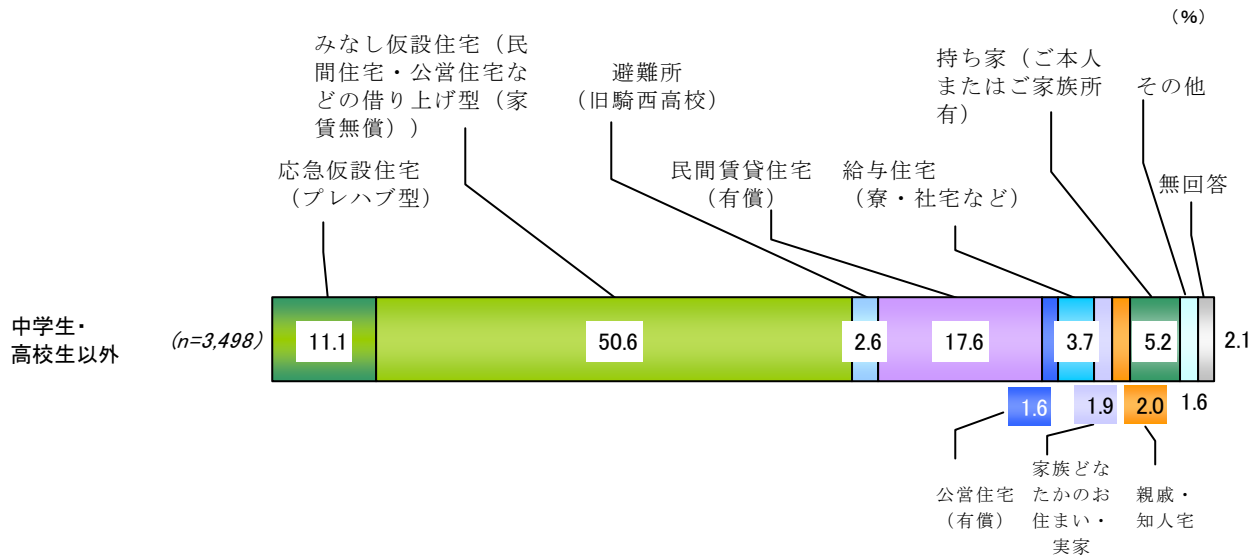 （%）
みなし仮設住宅（民
間住宅・公営住宅な
どの借り上げ型（家
賃無償））
避難所
（旧騎西高校）
持ち家（ご本人
またはご家族所
有）
その他
応急仮設住宅
（プレハブ型）
民間賃貸住宅
（有償）
給与住宅
（寮・社宅など）
無回答
中学生・
高校生以外
(n=3,498)
11.1
50.6
2.6
17.6
3.7
5.2
2.1
1.6
1.9
2.0
1.6
公営住宅
（有償）
家族どな
たかのお
住まい・
実家
親戚・
知人宅